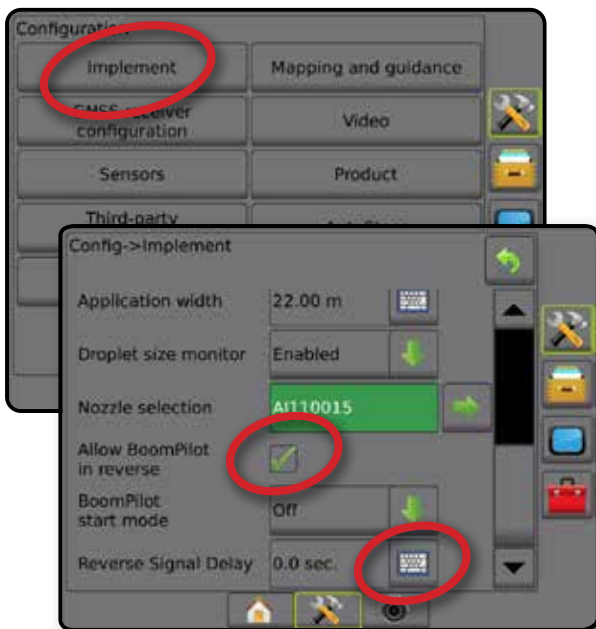 Configuration
Implement
Mapping and guidance
GNSS receiver
configuration
Video
Sensors
Product
Third-party
Config->Implement
Application width
22.00 m
Droplet size monitor
Enabled
Nozzle selection
AI110015
Allow BoomPilot
in reverse
BoomPilot
start mode
Off
Reverse Signal Delay
0.0 sec.